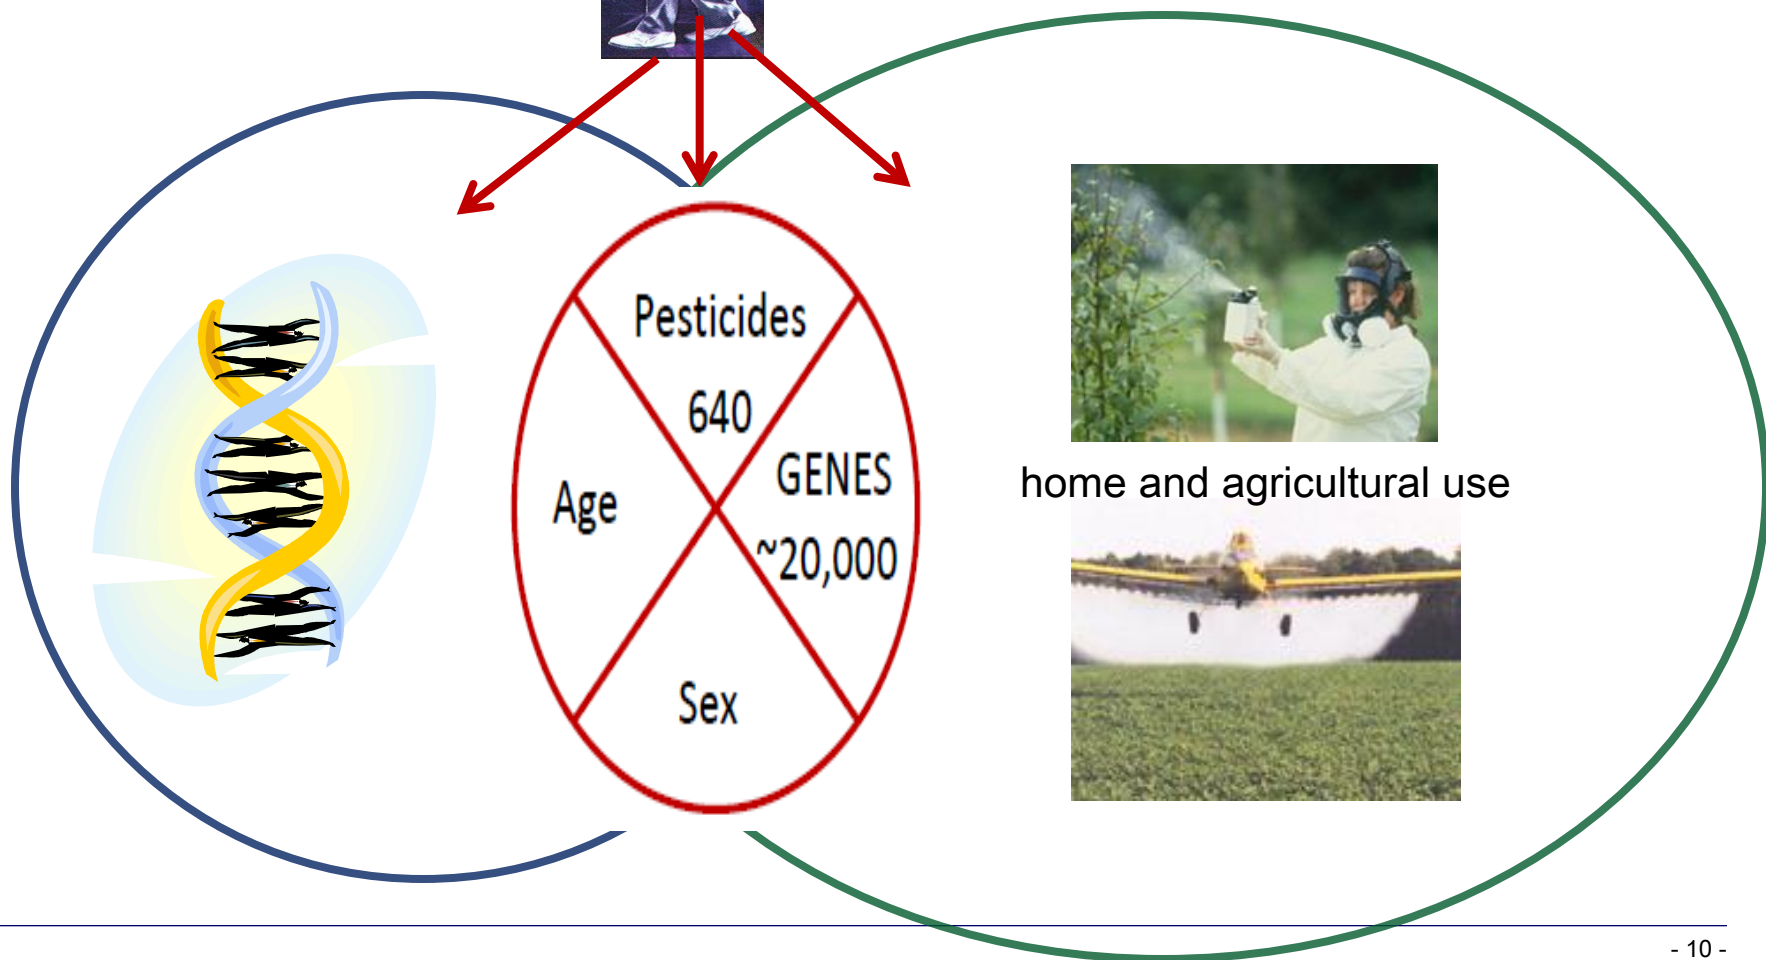 Pesticides
640
Age
GENES
~20,000
Sex
home and agricultural use
- 10 -